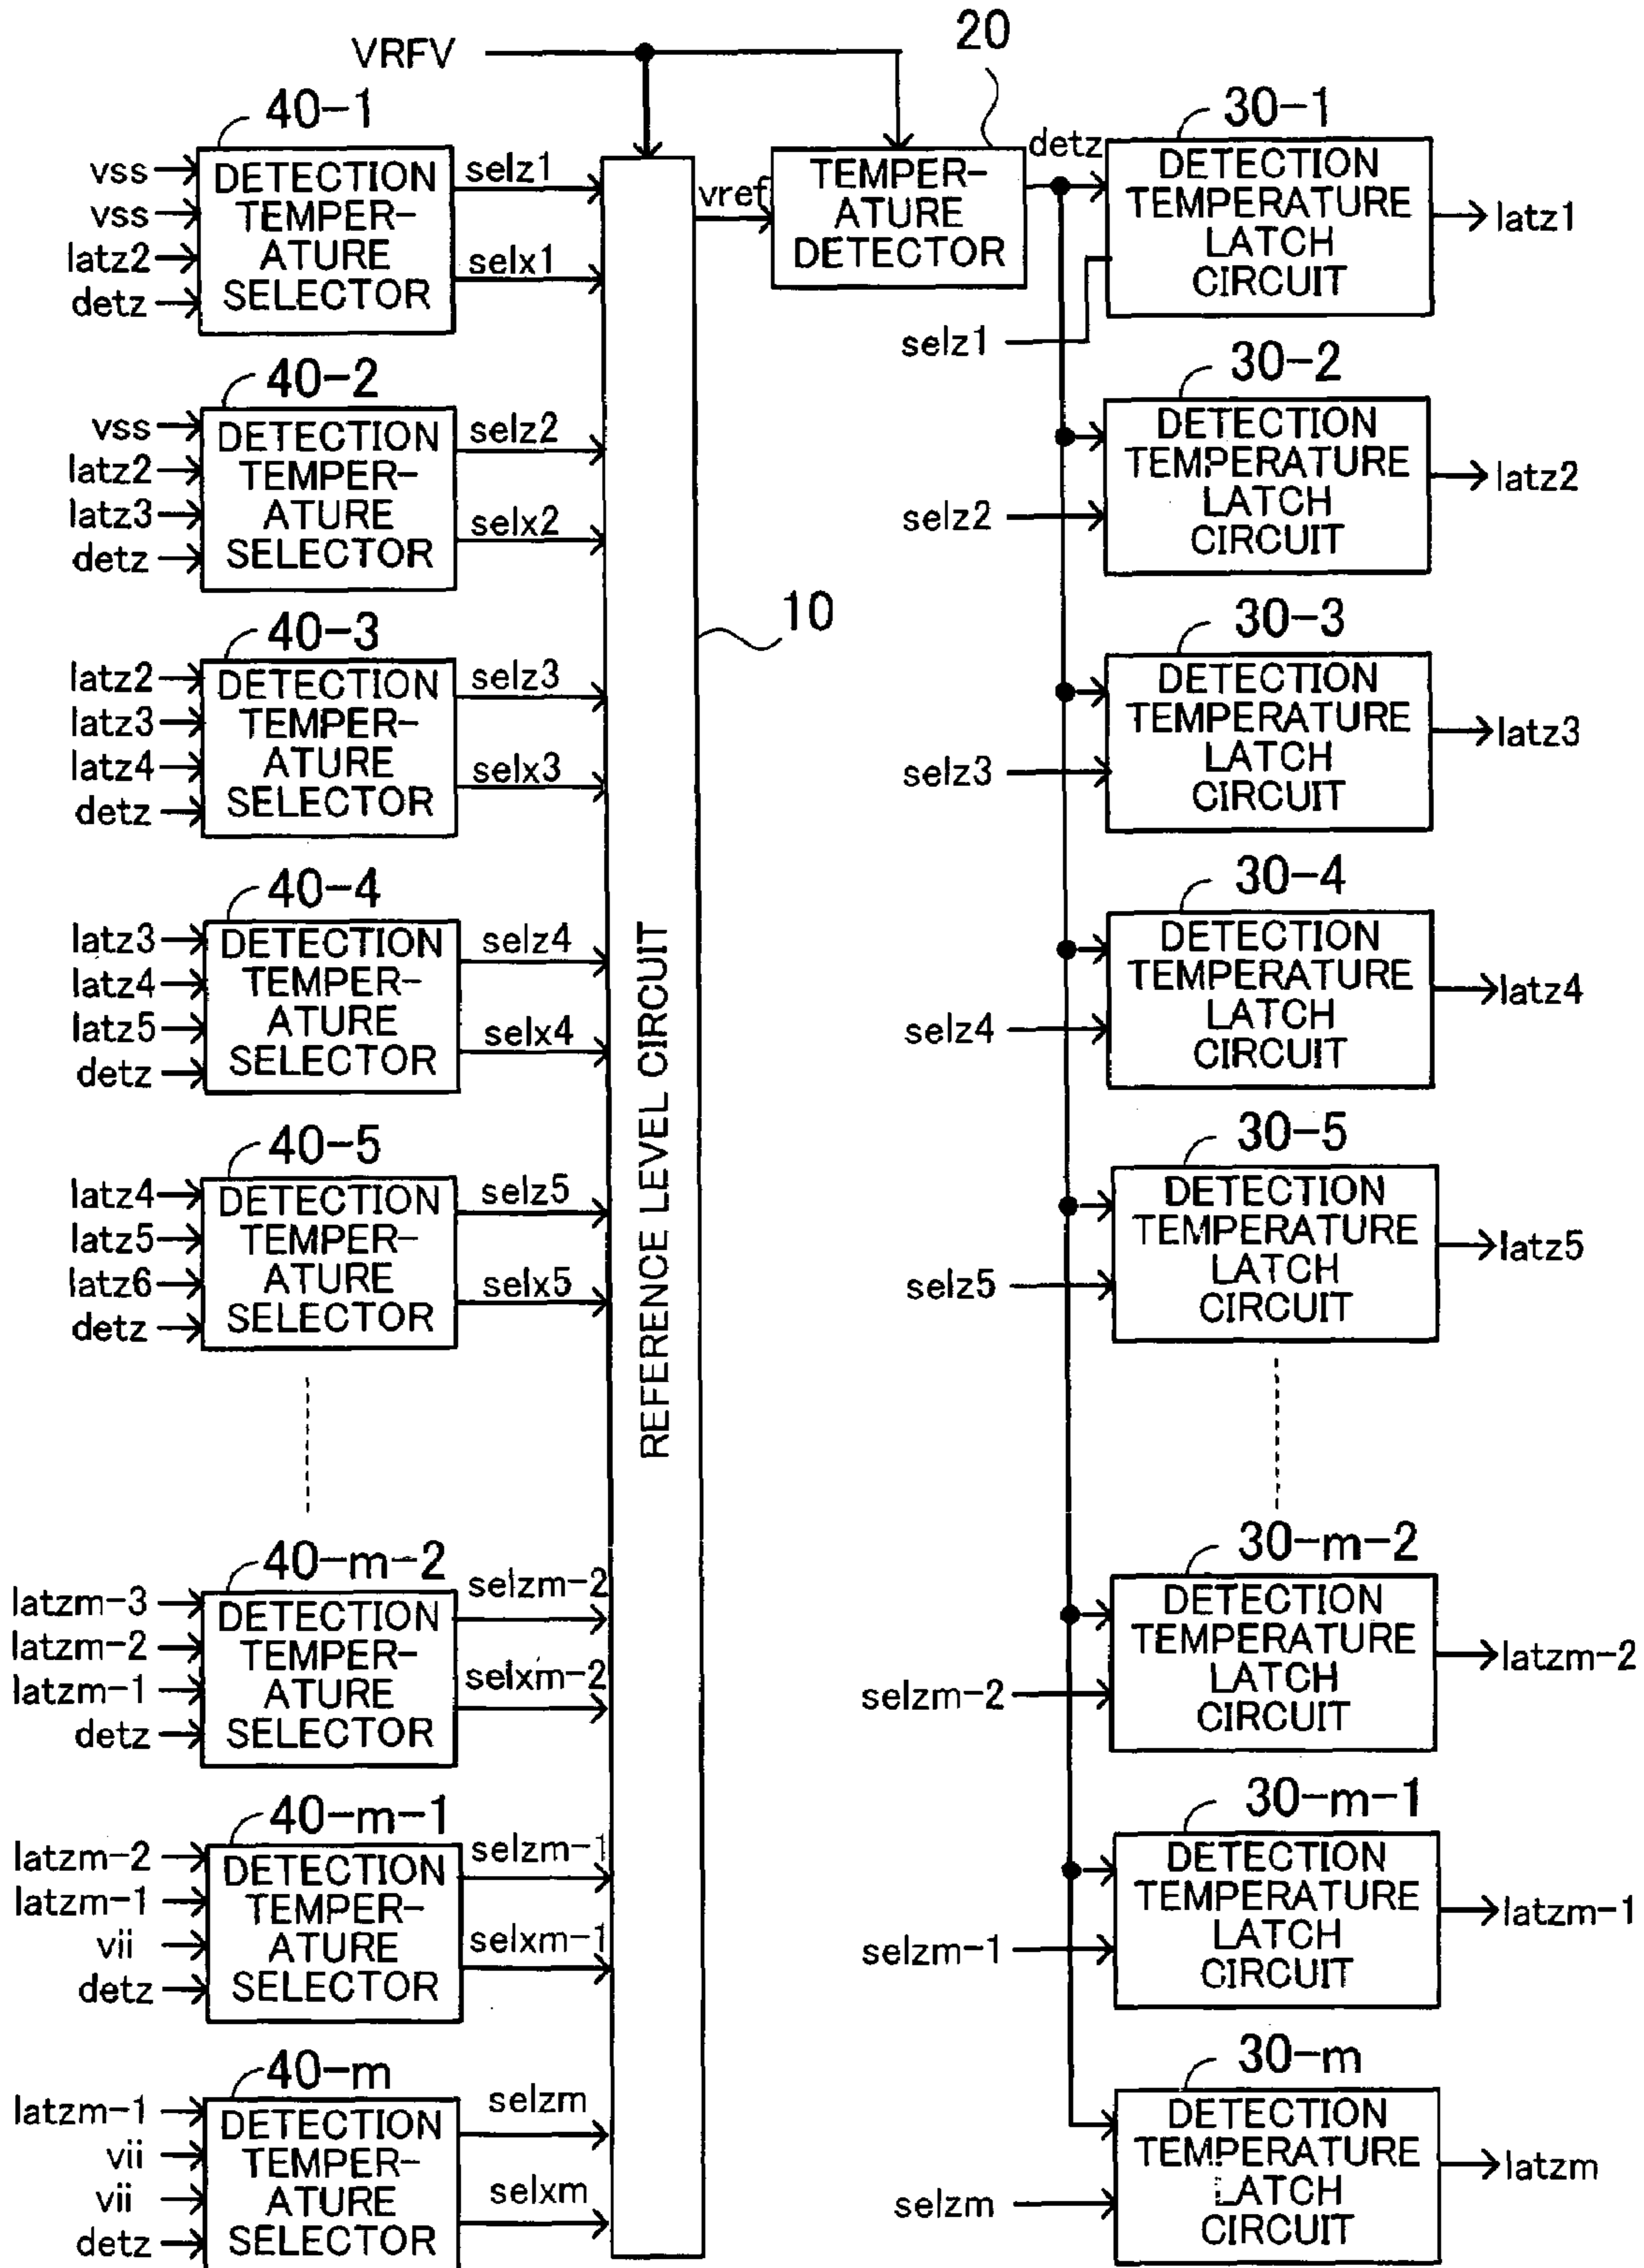 VRFV
20
40-1
vss
vss
latz2
detz
DETECTION
TEMPER-
ATURE
SELECTOR
selz1
selx1
vref
TEMPER-
ATURE
DETECTOR
detz
30-1
DETECTION
TEMPERATURE
LATCH
CIRCUIT
latz1
selz1
40-2
vss
latz2
latz3
detz
DETECTION
TEMPER-
ATURE
SELECTOR
selz2
selx2
30-2
DETECTION
TEMPERATURE
LATCH
CIRCUIT
latz2
selz2
10
REFERENCE LEVEL CIRCUIT
40-3
latz2
latz3
latz4
detz
DETECTION
TEMPER-
ATURE
SELECTOR
selz3
selx3
30-3
DETECTION
TEMPERATURE
LATCH
CIRCUIT
latz3
selz3
40-4
latz3
latz4
latz5
detz
DETECTION
TEMPER-
ATURE
SELECTOR
selz4
selx4
30-4
DETECTION
TEMPERATURE
LATCH
CIRCUIT
latz4
selz4
40-5
latz4
latz5
latz6
detz
DETECTION
TEMPER-
ATURE
SELECTOR
selz5
selx5
30-5
DETECTION
TEMPERATURE
LATCH
CIRCUIT
latz5
selz5
40-m-2
latzm-3
latzm-2
latzm-1
detz
DETECTION
TEMPER-
ATURE
SELECTOR
selzm-2
selxm-2
30-m-2
DETECTION
TEMPERATURE
LATCH
CIRCUIT
latzm-2
selzm-2
40-m-1
latzm-2
latzm-1
vii
detz
DETECTION
TEMPER-
ATURE
SELECTOR
selzm-1
selxm-1
30-m-1
DETECTION
TEMPERATURE
LATCH
CIRCUIT
latzm-1
selzm-1
40-m
latzm-1
vii
vii
detz
DETECTION
TEMPER-
ATURE
SELECTOR
selzm
selxm
30-m
DETECTION
TEMPERATURE
LATCH
CIRCUIT
latzm
selzm